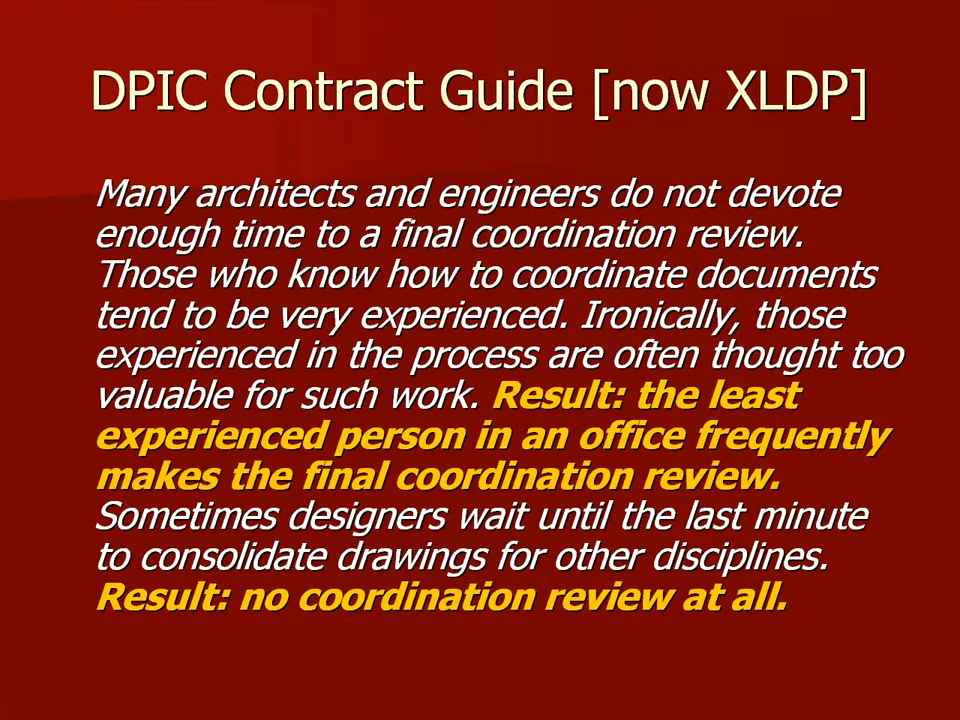 DPIC Contract Guide [now XLDP]
Many architects and engineers do not devote
enough time to a final coordination review.
Those who know how to coordinate documents
tend to be very experienced. Ironically, those
experienced in the process are often thought too
valuable for such work. Result: the least
experienced person in an office frequently
makes the final coordination review.
Sometimes designers wait until the last minute
to consolidate drawings for other disciplines.
Result: no coordination review at all.